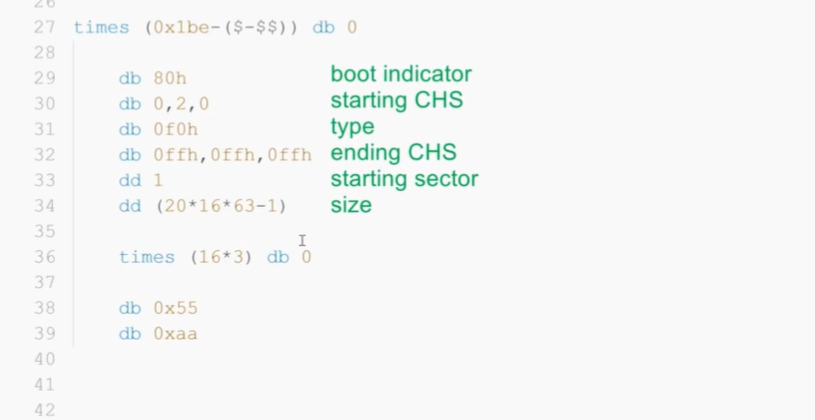 26
27 times (0x1be-($-$$)) db 0
28
29 db 80h boot indicator
30 db 0,2,0 starting CHS
31 db 0f0h type
32 db 0ffh,0ffh,0ffh ending CHS
33 dd 1 starting sector
34 dd (20*16*63-1) size
35
36 times (16*3) db 0
37
38 db 0x55
39 db 0xaa
40
41
42